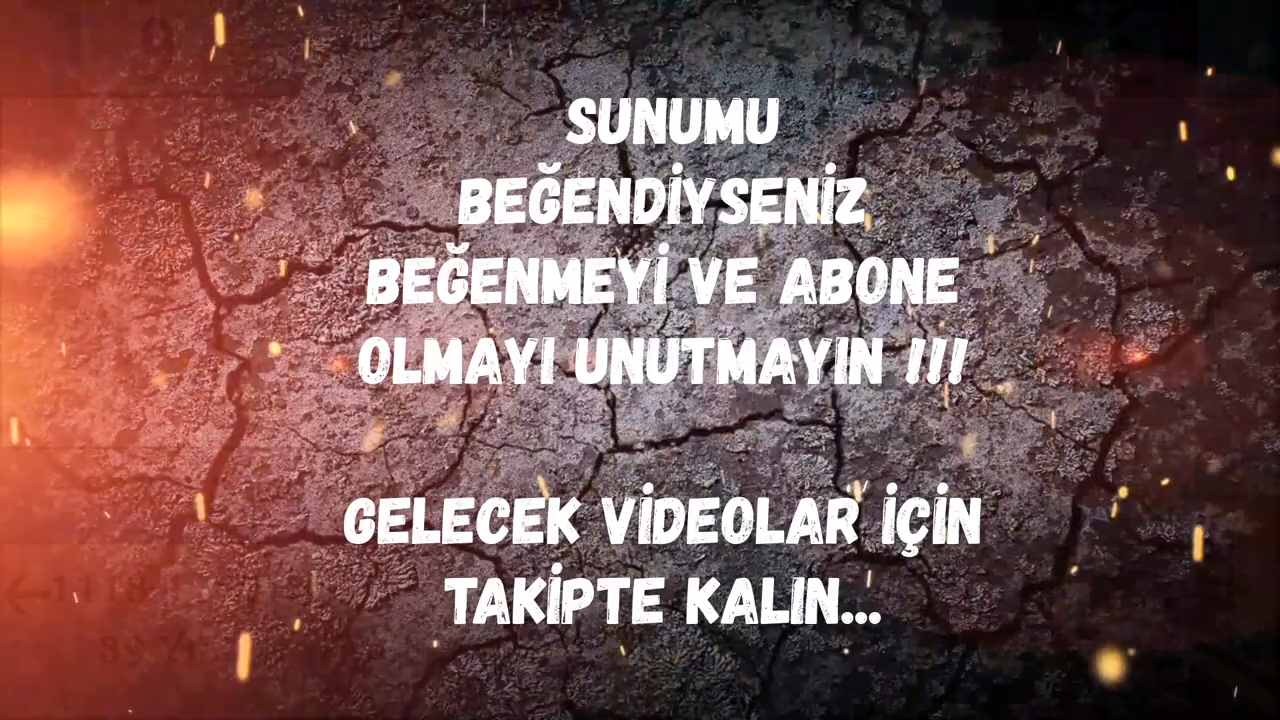 SUNUMU
BEĞENDİYSENİZ
BEĞENMEYİ VE ABONE
OLMAYI UNUTMAYIN !!!
GELECEK VİDEOLAR İÇİN
TAKİPTE KALIN...